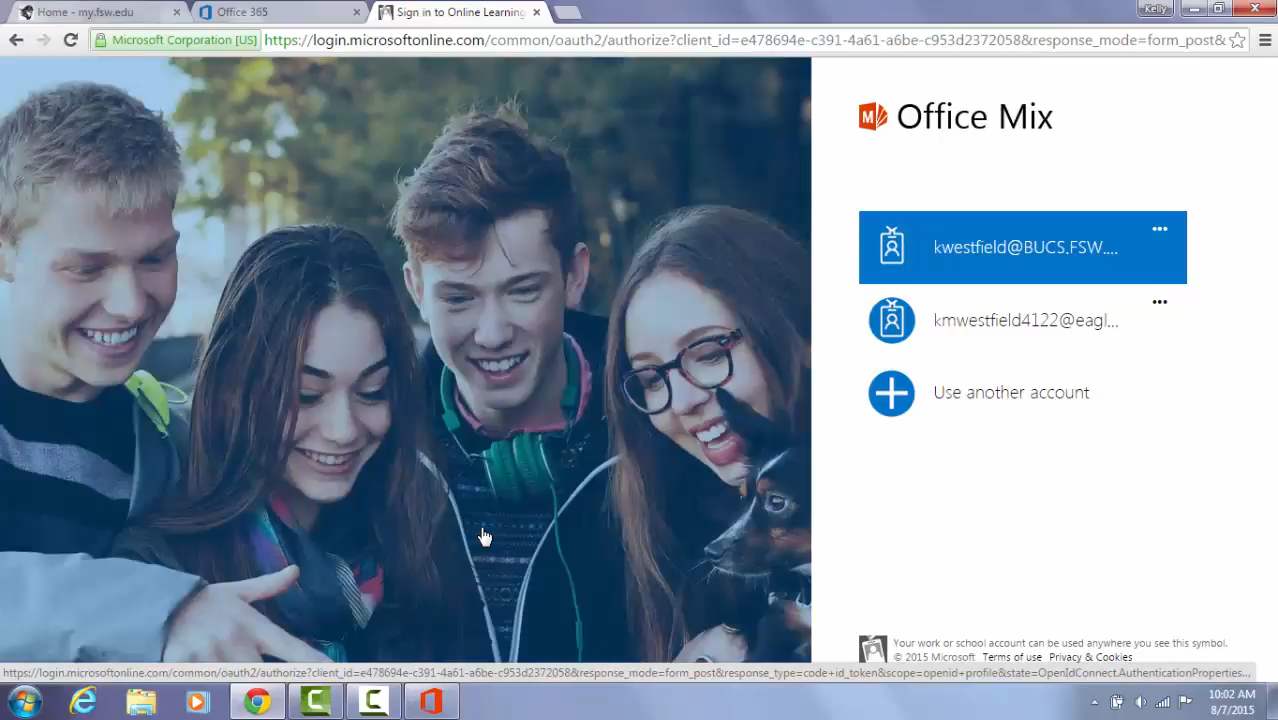 Home - my.fsw.edu
Office 365
Sign in to Online Learning
Kelly
Microsoft Corporation [US]
https://login.microsoftonline.com/common/oauth2/authorize?client_id=e478694e-c391-4a61-a6be-c953d2372058&response_mode=form_post&
Office Mix
kwestfield@BUCS.FSW....
kmwestfield4122@eagl...
Use another account
Your work or school account can be used anywhere you see this symbol.
© 2015 Microsoft Terms of use Privacy & Cookies
https://login.microsoftonline.com/common/oauth2/authorize?client_id=e478694e-c391-4a61-a6be-c953d2372058&response_mode=form_post&response_type=code+id_token&scope=openid+profile&state=OpenIdConnect.AuthenticationProperties...
10:02 AM
8/7/2015